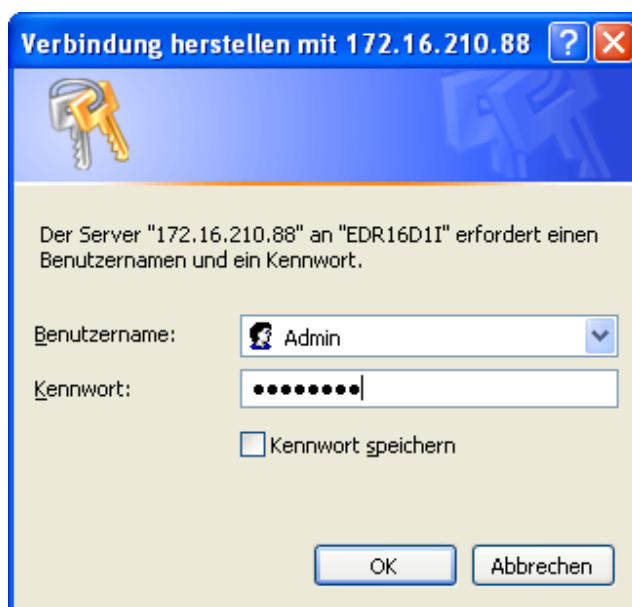 Verbindung herstellen mit 172.16.210.88
Der Server "172.16.210.88" an "EDR16D1I" erfordert einen
Benutzernamen und ein Kennwort.
Benutzername: Admin
Kennwort: ●●●●●●●●
Kennwort speichern
OK Abbrechen